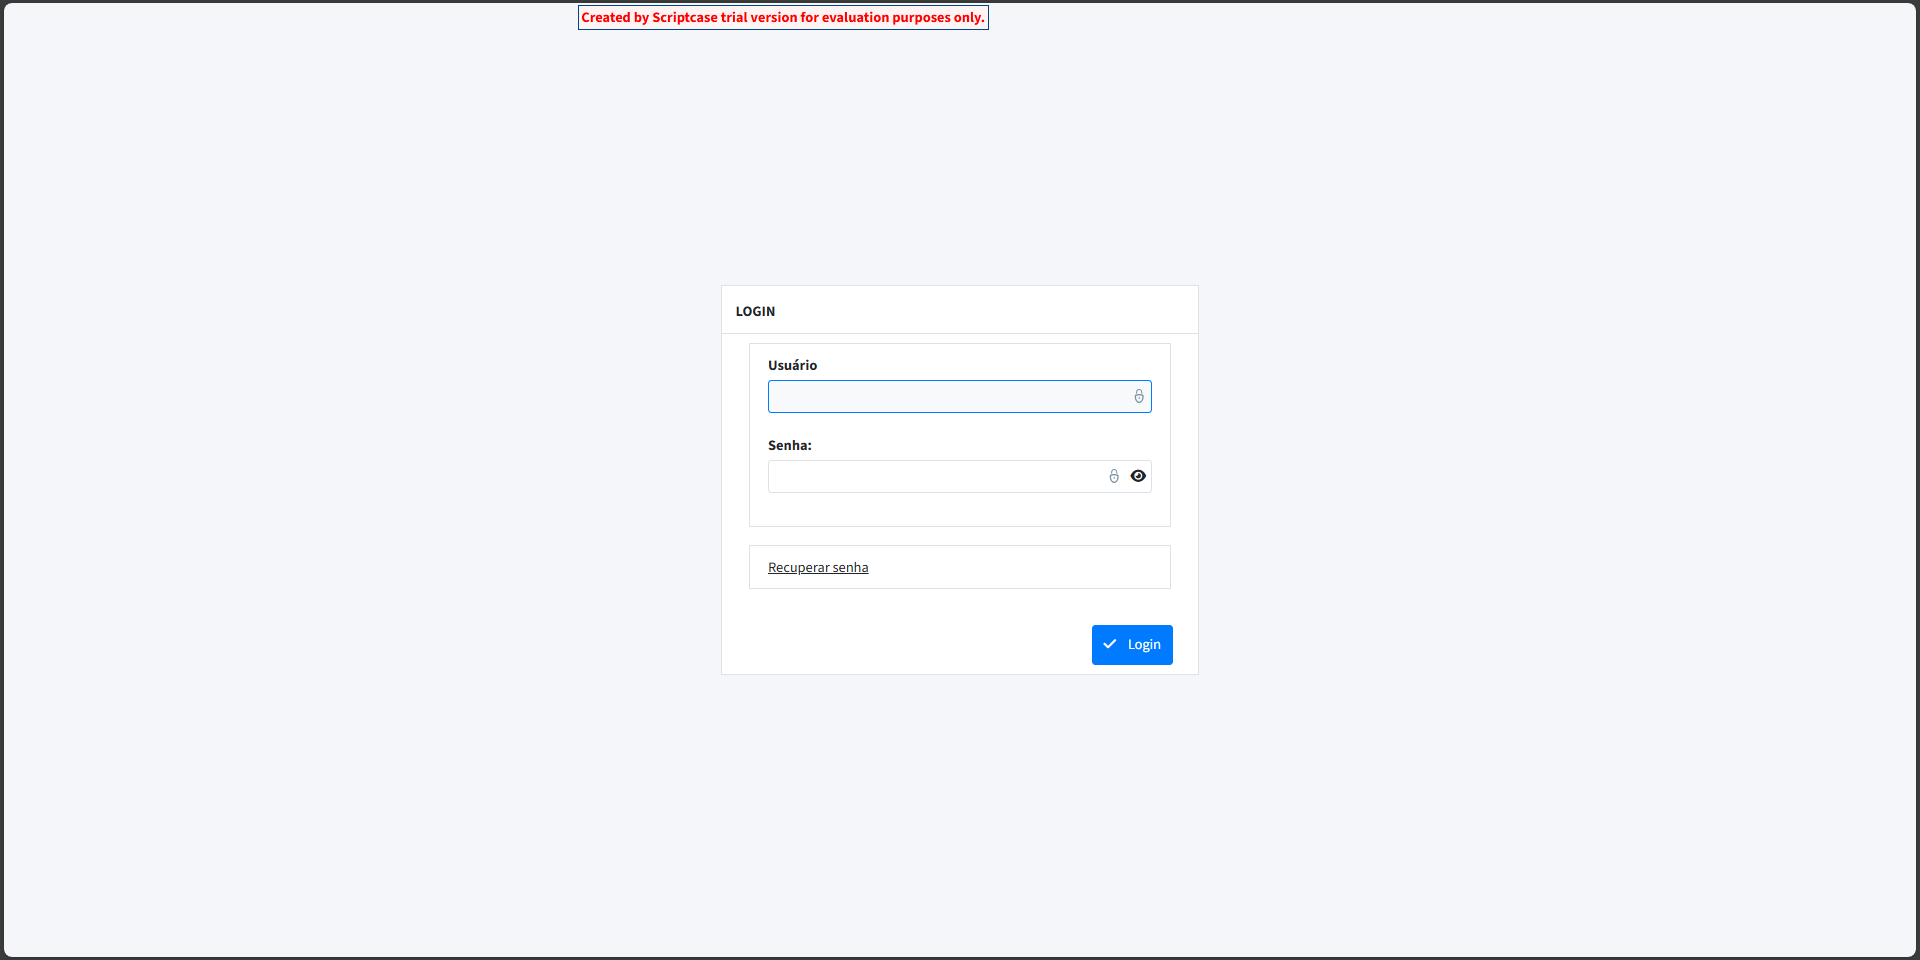 Created by Scriptcase trial version for evaluation purposes only.
LOGIN
Usuário
Senha:
Recuperar senha
Login